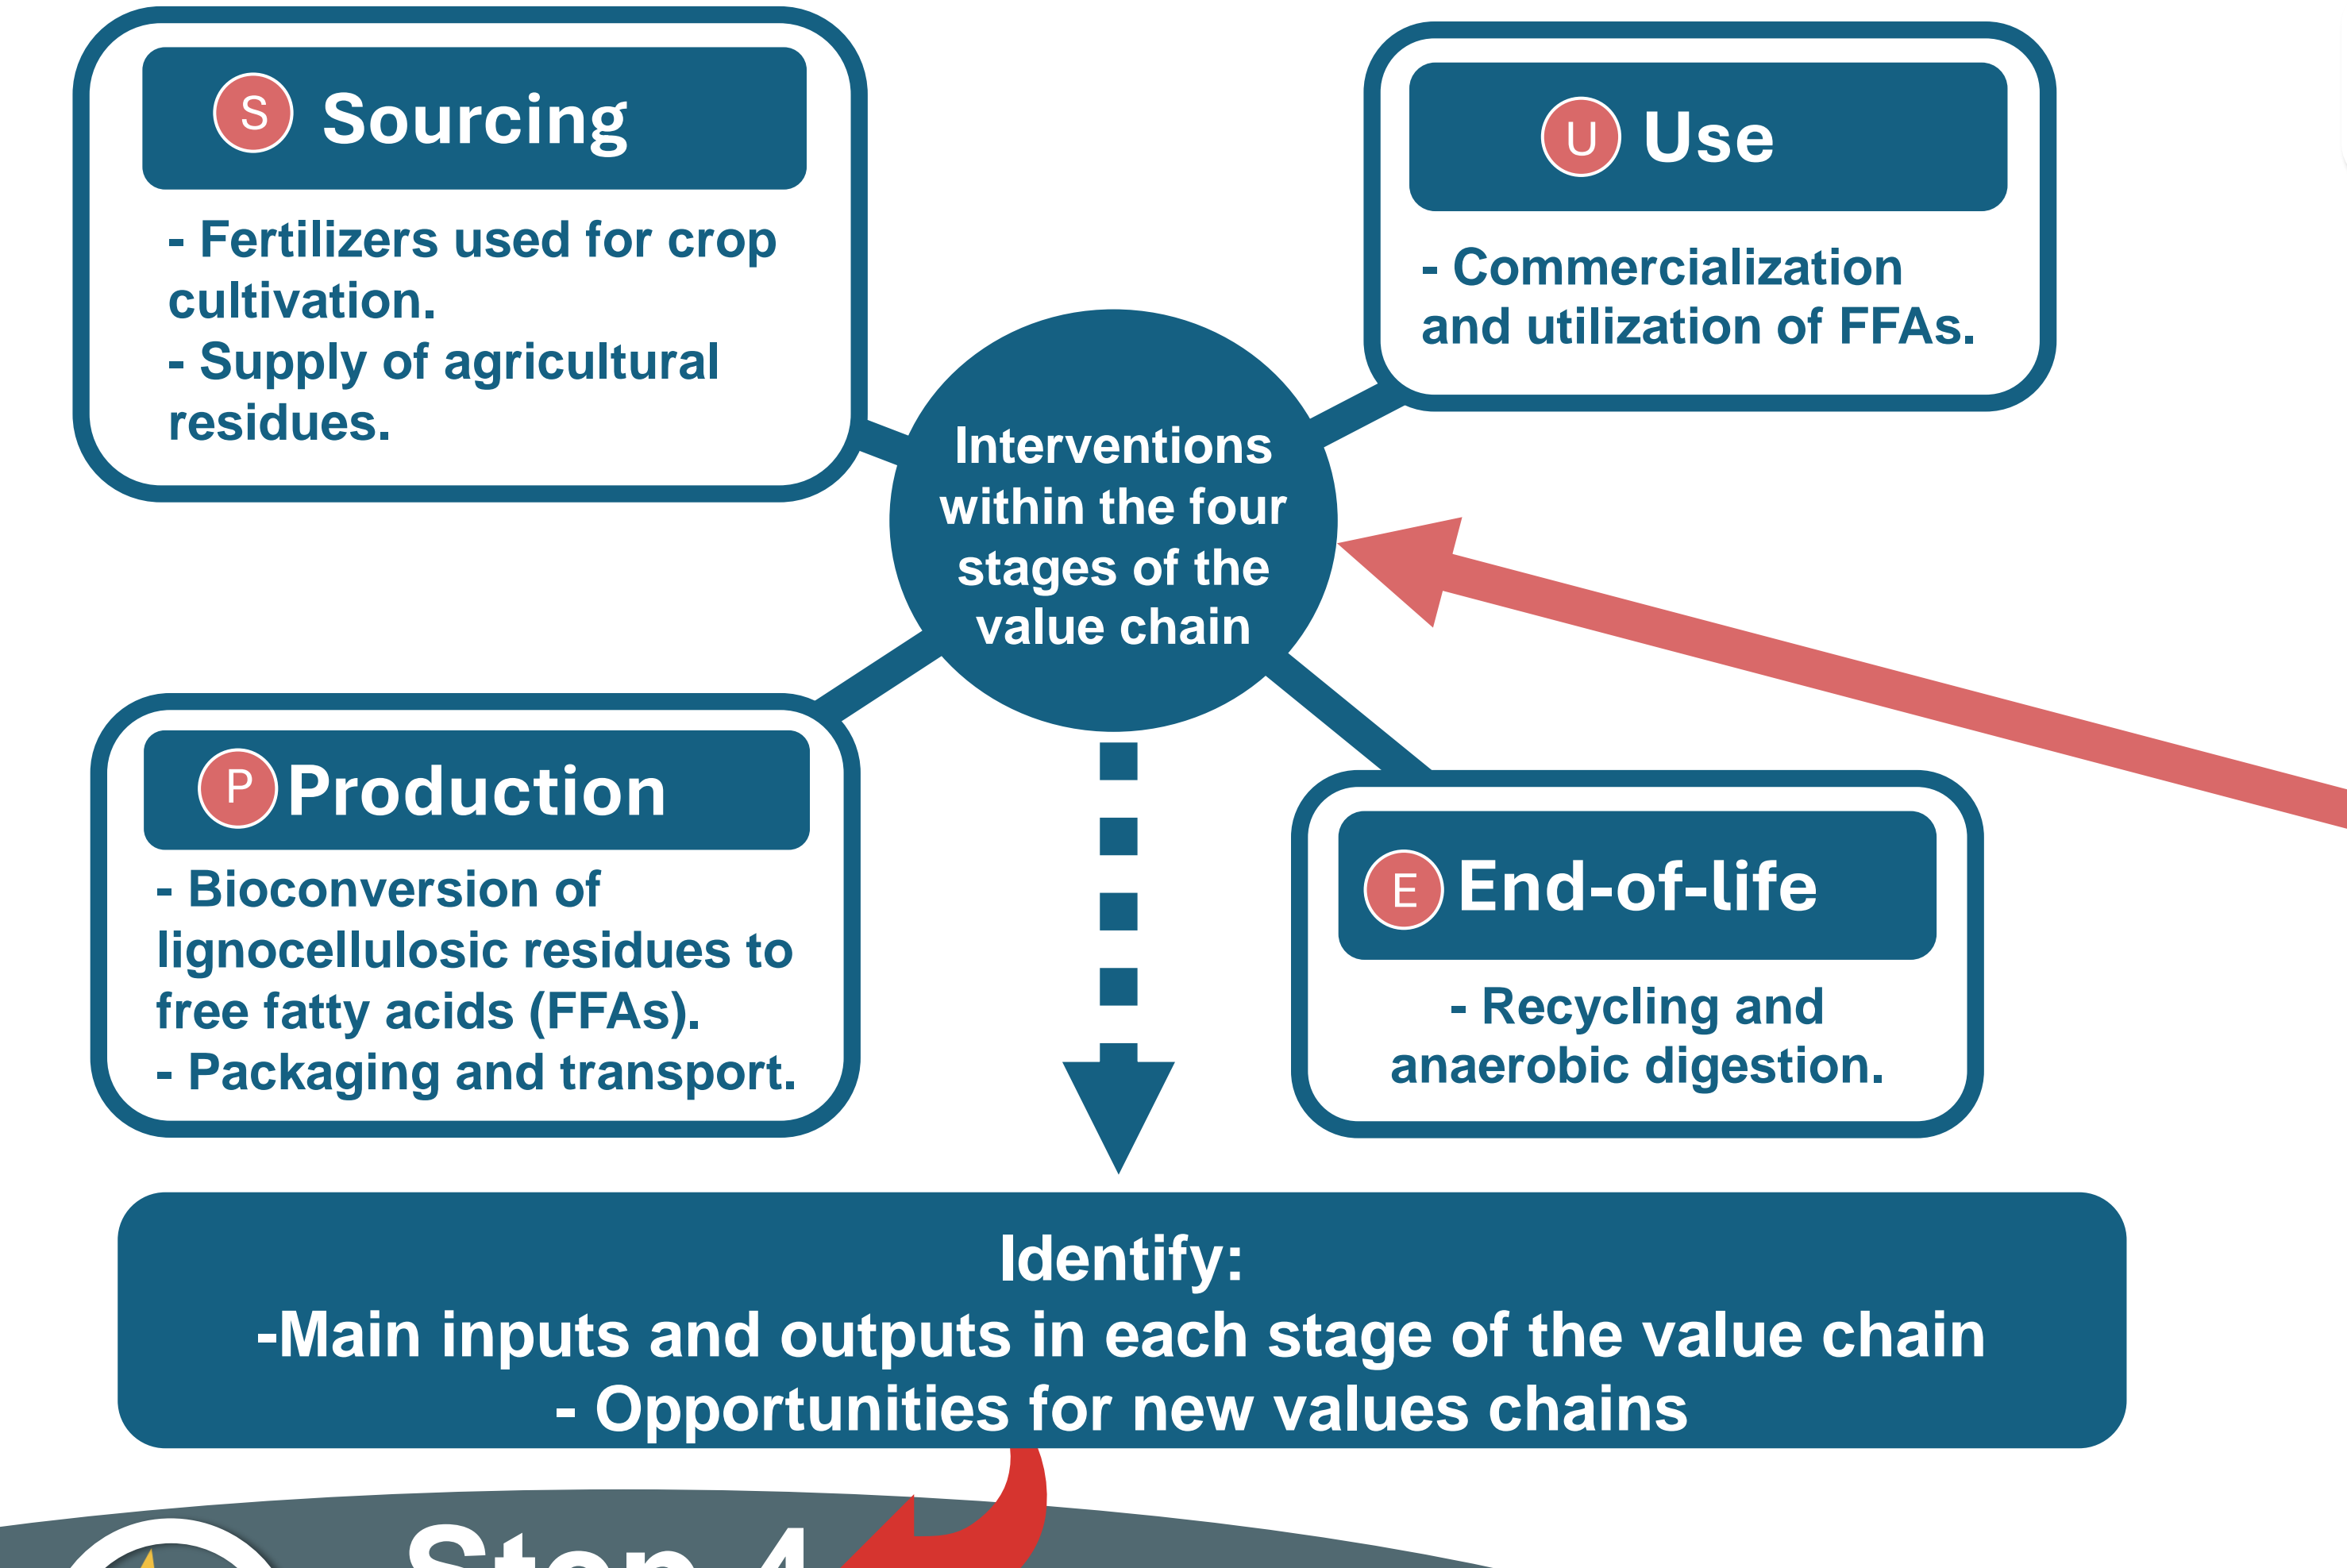 S Sourcing
- Fertilizers used for crop
cultivation.
- Supply of agricultural
residues.
U Use
- Commercialization
and utilization of FFAs.
Interventions
within the four
stages of the
value chain
P Production
- Bioconversion of
lignocellulosic residues to
free fatty acids (FFAs).
- Packaging and transport.
E End-of-life
- Recycling and
anaerobic digestion.
Identify:
-Main inputs and outputs in each stage of the value chain
- Opportunities for new values chains
Step 4